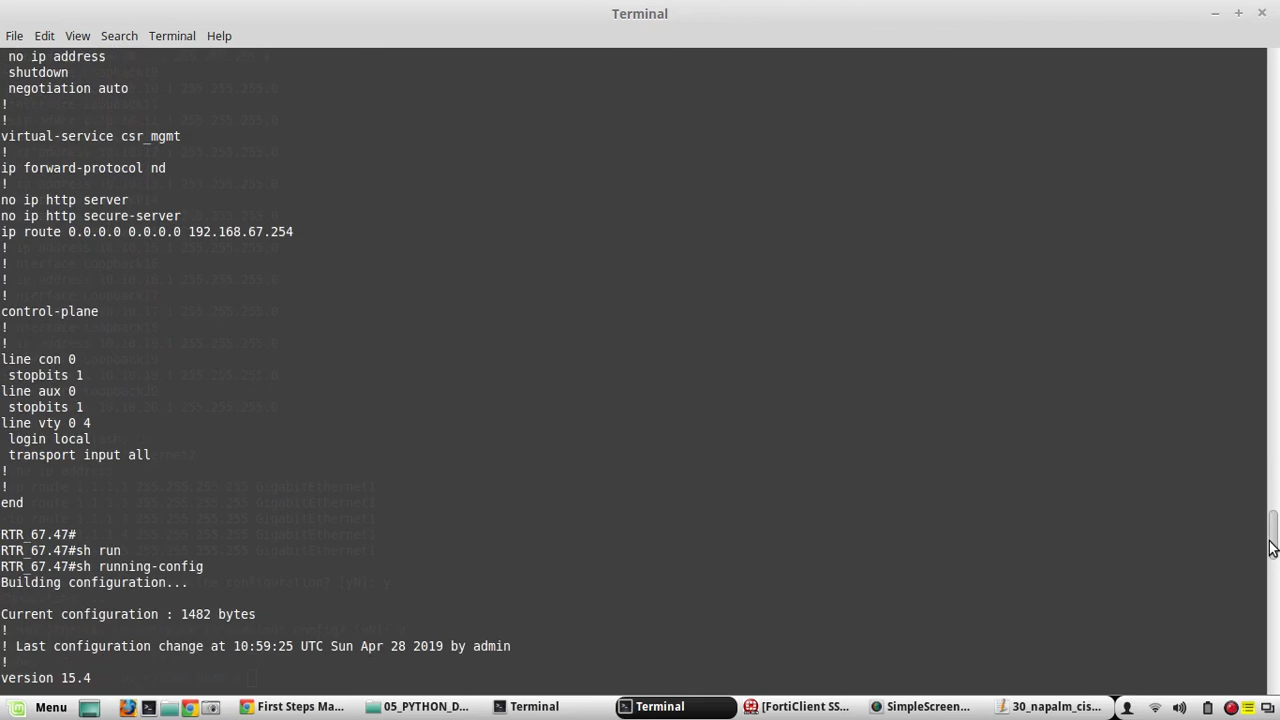 Terminal
File Edit View Search Terminal Help
no ip address
shutdown
negotiation auto
!
!
virtual-service csr_mgmt
!
ip forward-protocol nd
!
no ip http server
no ip http secure-server
ip route 0.0.0.0 0.0.0.0 192.168.67.254
!
!
!
!
control-plane
!
!
line con 0
stopbits 1
line aux 0
stopbits 1
line vty 0 4
login local
transport input all
!
!
end
RTR_67.47#
RTR_67.47#sh run
RTR_67.47#sh running-config
Building configuration...
Current configuration : 1482 bytes
!
! Last configuration change at 10:59:25 UTC Sun Apr 28 2019 by admin
!
version 15.4
Menu First Steps Ma... 05_PYTHON_D... Terminal Terminal [FortiClient SS... SimpleScreen... 30_napalm_cis...